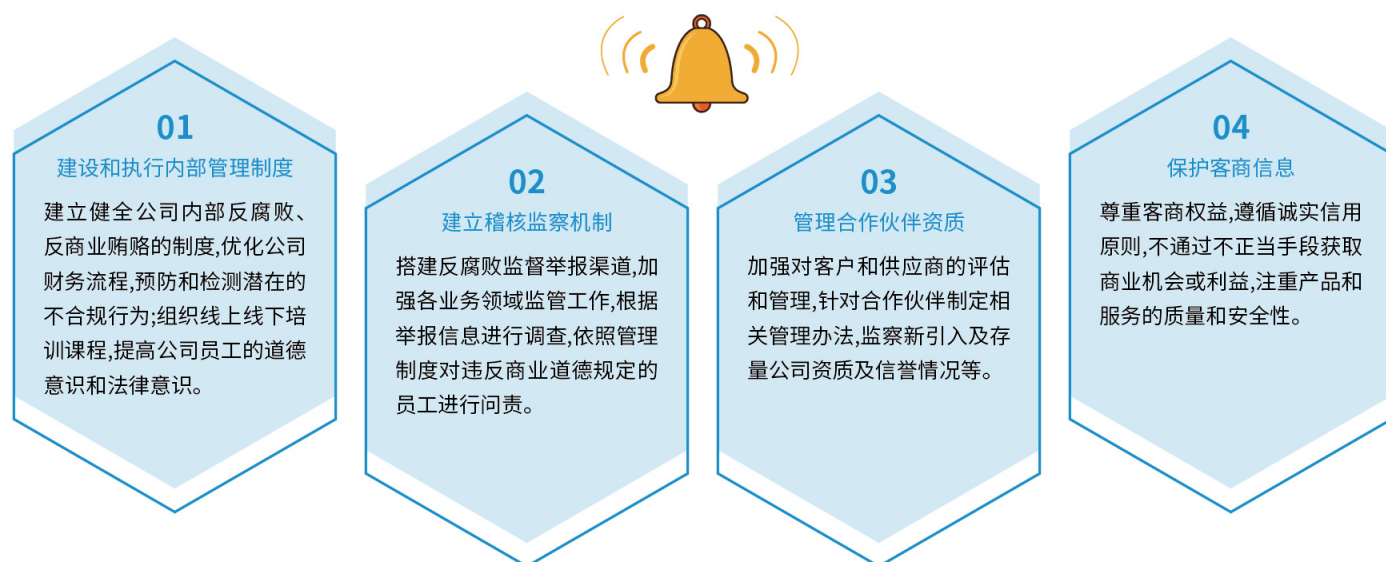 01
建设和执行内部管理制度
建立健全公司内部反腐败、
反商业贿赂的制度,优化公司
财务流程,预防和检测潜在的
不合规行为;组织线上线下培
训课程,提高公司员工的道德
意识和法律意识。
02
建立稽核监察机制
搭建反腐败监督举报渠道,加
强各业务领域监管工作,根据
举报信息进行调查,依照管理
制度对违反商业道德规定的
员工进行问责。
03
管理合作伙伴资质
加强对客户和供应商的评估
和管理,针对合作伙伴制定相
关管理办法,监察新引入及存
量公司资质及信誉情况等。
04
保护客商信息
尊重客商权益,遵循诚实信用
原则,不通过不正当手段获取
商业机会或利益,注重产品和
服务的质量和安全性。